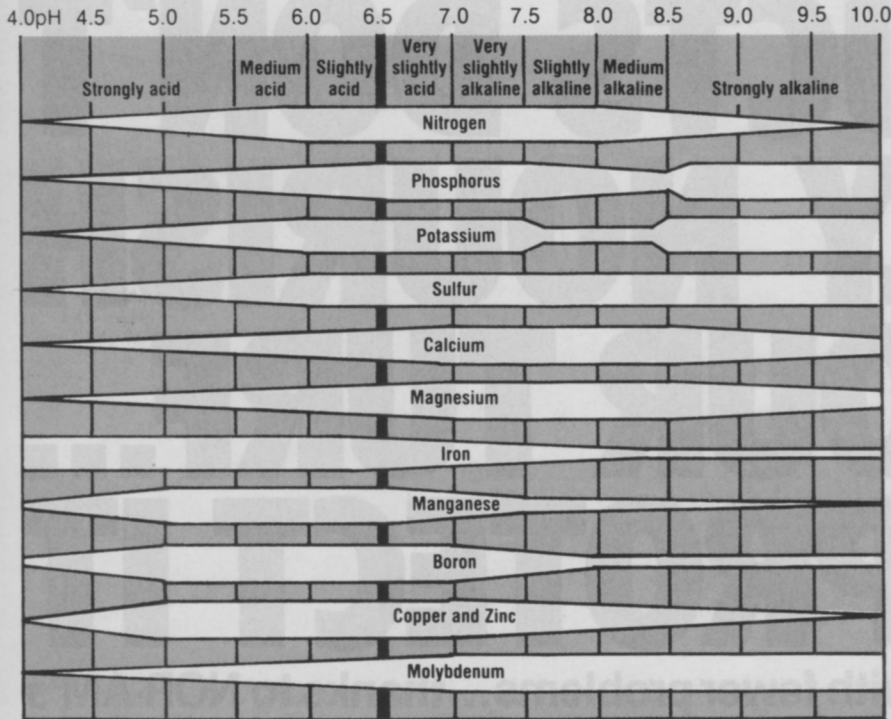 4.0pH 4.5 5.0 5.5 6.0 6.5 7.0 7.5 8.0 8.5 9.0 9.5 10.0
Strongly acid
Medium
acid
Slightly
acid
Very
slightly
acid
Very
slightly
alkaline
Slightly
alkaline
Medium
alkaline
Strongly alkaline
Nitrogen
Phosphorus
Potassium
Sulfur
Calcium
Magnesium
Iron
Manganese
Boron
Copper and Zinc
Molybdenum